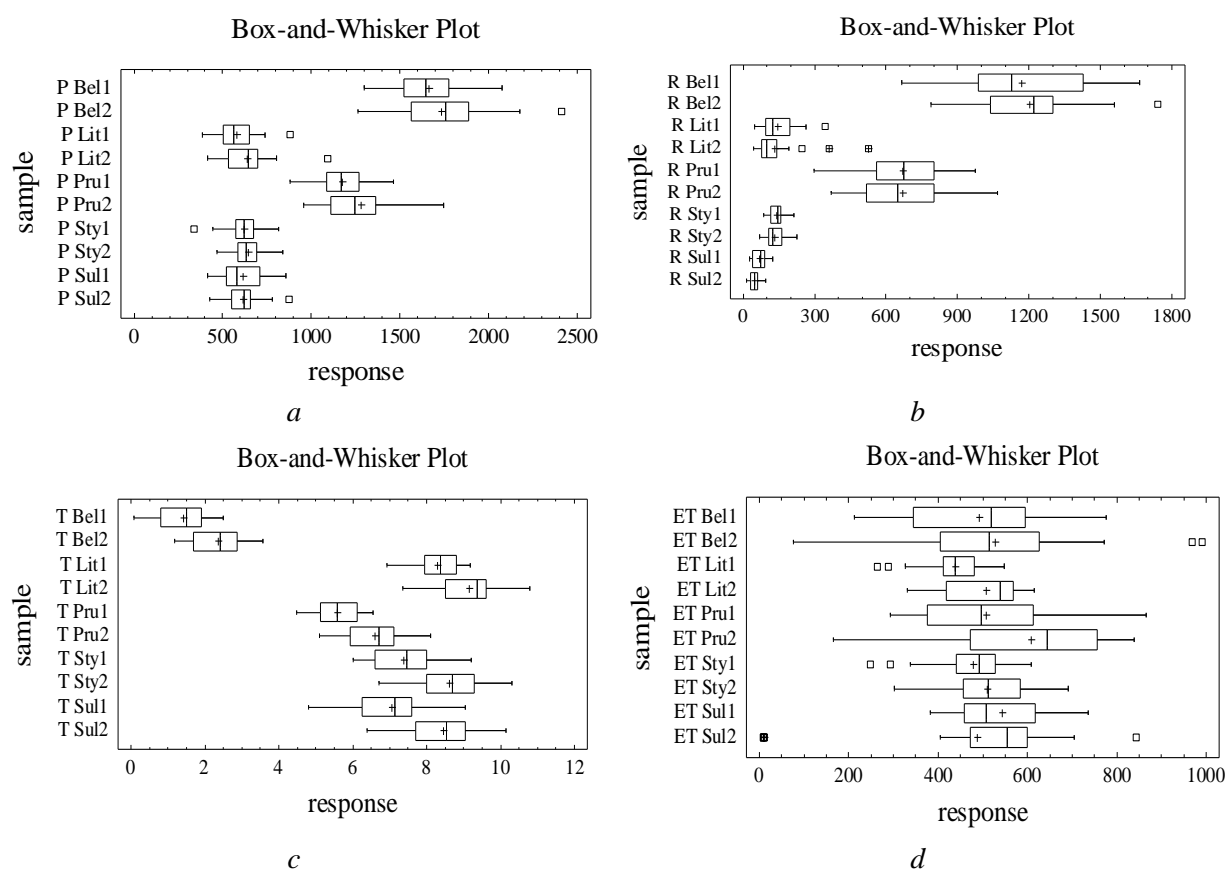 Box-and-Whisker Plot
sample
P Bel1
P Bel2
P Lit1
P Lit2
P Pru1
P Pru2
P Sty1
P Sty2
P Sul1
P Sul2
0 500 1000 1500 2000 2500
response
a
Box-and-Whisker Plot
sample
R Bel1
R Bel2
R Lit1
R Lit2
R Pru1
R Pru2
R Sty1
R Sty2
R Sul1
R Sul2
0 300 600 900 1200 1500 1800
response
b
Box-and-Whisker Plot
sample
T Bel1
T Bel2
T Lit1
T Lit2
T Pru1
T Pru2
T Sty1
T Sty2
T Sul1
T Sul2
0 2 4 6 8 10 12
response
c
Box-and-Whisker Plot
sample
ET Bel1
ET Bel2
ET Lit1
ET Lit2
ET Pru1
ET Pru2
ET Sty1
ET Sty2
ET Sul1
ET Sul2
0 200 400 600 800 1000
response
d